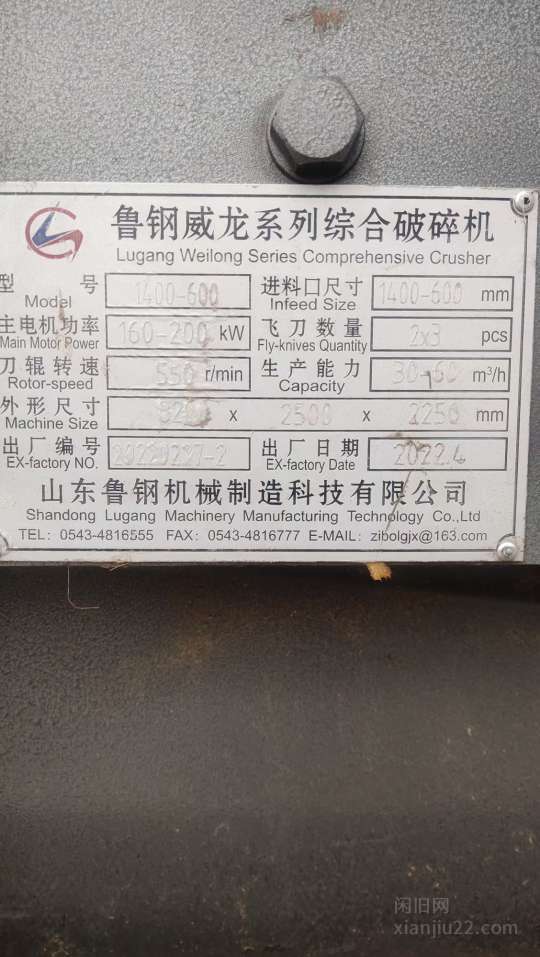 鲁钢威龙系列综合破碎机
Lugang Weilong Series Comprehensive Crusher
型 号 1400-600 进料口尺寸 1400-600 mm
Model Infeed Size
主电机功率 160-200 kW 飞刀数量 2x3 pcs
Main Motor Power Fly-knives Quantity
刀辊转速 550 r/min 生产能力 30-60 m³/h
Rotor-speed Capacity
外形尺寸 x 2500 x 2250 mm
Machine Size
出厂编号 20220227-2 出厂日期 2022.4
EX-factory NO. EX-factory Date
山东鲁钢机械制造科技有限公司
Shandong Lugang Machinery Manufacturing Technology Co.,Ltd
TEL: 0543-4816555 FAX: 0543-4816777 E-MAIL: zibolgjx@163.com
闲旧网
xianjiu22.com